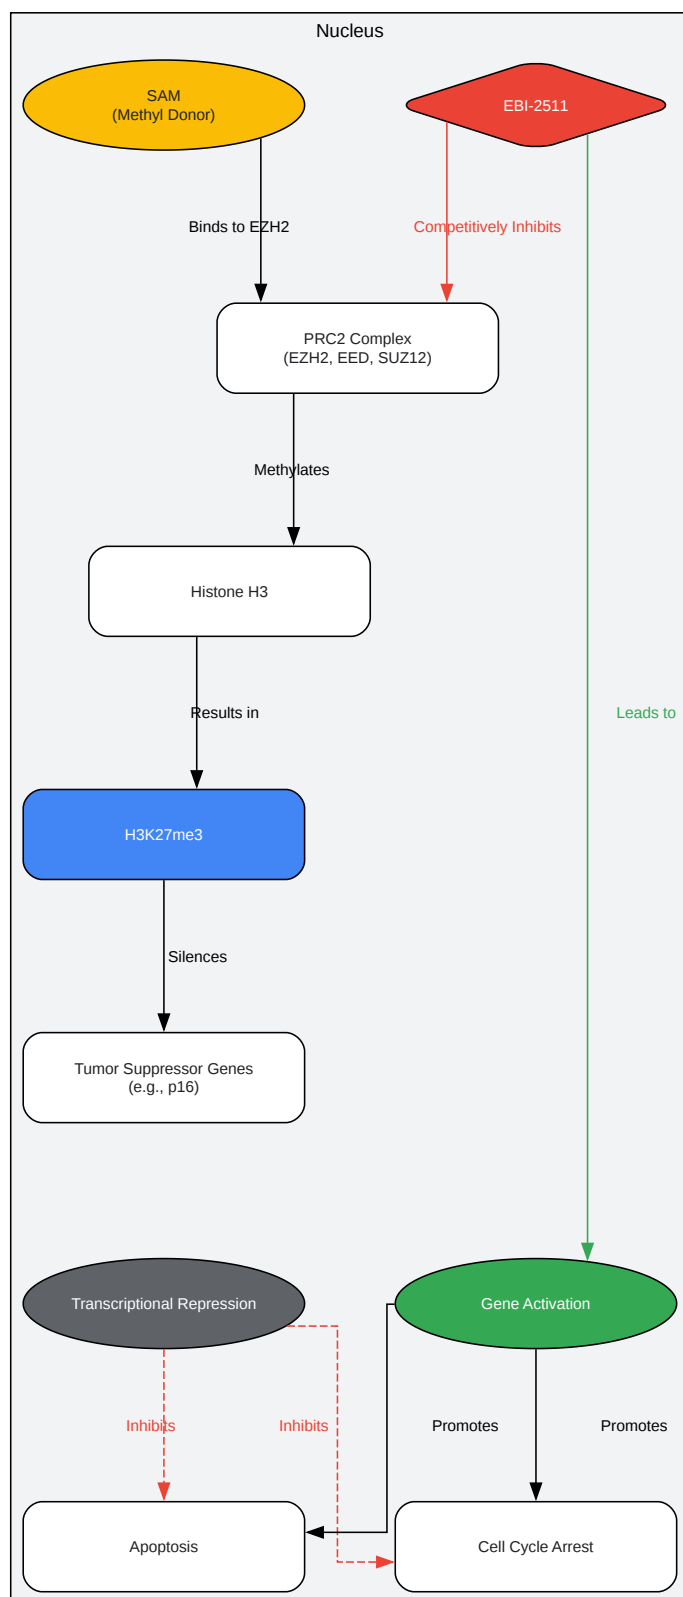 Nucleus
SAM
(Methyl Donor)
EBI-2511
Binds to EZH2
Competitively Inhibits
PRC2 Complex
(EZH2, EED, SUZ12)
Methylates
Histone H3
Results in
Leads to
H3K27me3
Silences
Tumor Suppressor Genes
(e.g., p16)
Transcriptional Repression
Gene Activation
Inhibits
Inhibits
Promotes
Promotes
Apoptosis
Cell Cycle Arrest